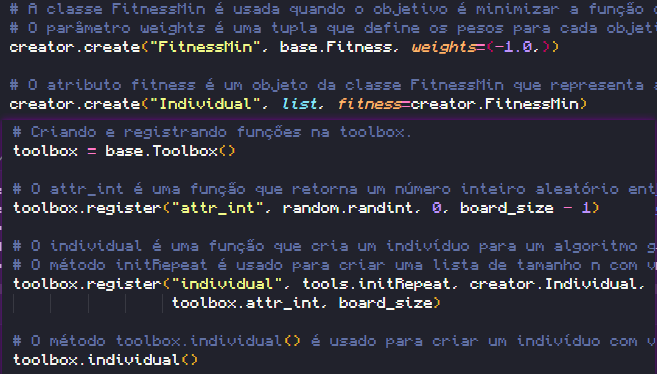 # A classe FitnessMin é usada quando o objetivo é minimizar a função
# O parâmetro weights é uma tupla que define os pesos para cada
creator.create("FitnessMin", base.Fitness, weights=(-1.0,))
# O atributo fitness é um objeto da classe FitnessMin que representa
creator.create("Individual", list, fitness=creator.FitnessMin)
# Criando e registrando funções na toolbox.
toolbox = base.Toolbox()
# O attr_int é uma função que retorna um número inteiro aleatório
toolbox.register("attr_int", random.randint, 0, board_size - 1)
# O individual é uma função que cria um indivíduo para um algoritmo
# O método initRepeat é usado para criar uma lista de tamanho n com
toolbox.register("individual", tools.initRepeat, creator.Individual,
toolbox.attr_int, board_size)
# O método toolbox.individual() é usado para criar um indivíduo com
toolbox.individual()